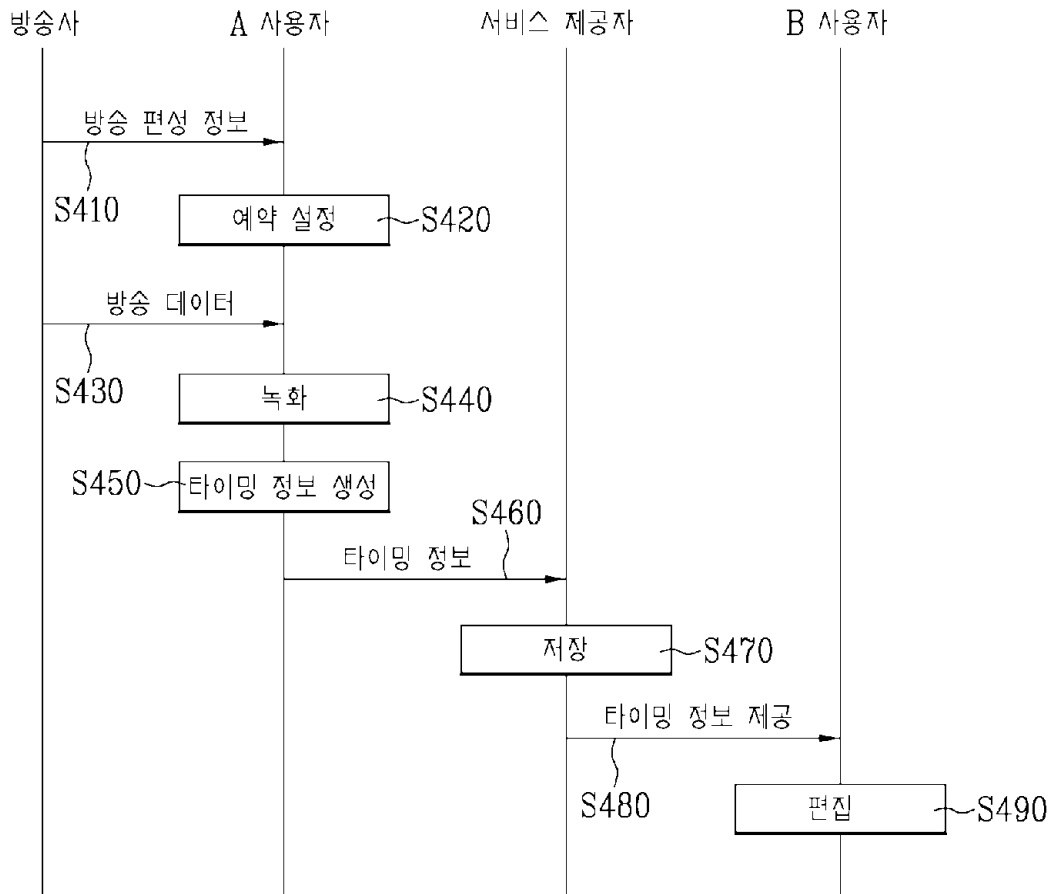 방송사 A 사용자 서비스 제공자 B 사용자
방송 편성 정보
S410
예약 설정 S420
방송 데이터
S430
녹화 S440
S450 타이밍 정보 생성
S460
타이밍 정보
저장 S470
타이밍 정보 제공
S480
편집 S490